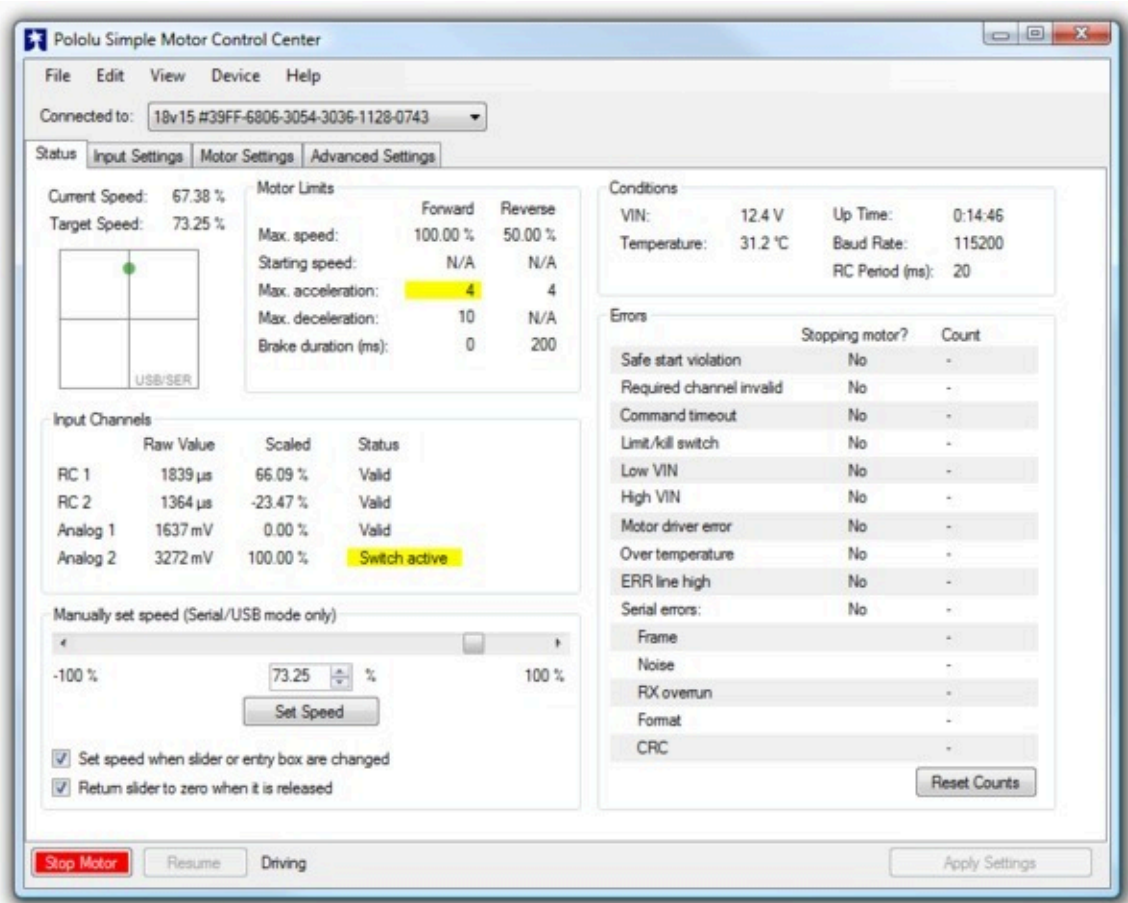 Pololu Simple Motor Control Center
File Edit View Device Help
Connected to: 18v15 #39FF-6806-3054-3036-1128-0743
Status Input Settings Motor Settings Advanced Settings
Current Speed: 67.38 %
Target Speed: 73.25 %
USB/SER
Motor Limits
Forward Reverse
Max. speed: 100.00 % 50.00 %
Starting speed: N/A N/A
Max. acceleration: 4 4
Max. deceleration: 10 N/A
Brake duration (ms): 0 200
Conditions
VIN: 12.4 V Up Time: 0:14:46
Temperature: 31.2 °C Baud Rate: 115200
RC Period (ms): 20
Input Channels
Raw Value Scaled Status
RC 1 1839 µs 66.09 % Valid
RC 2 1364 µs -23.47 % Valid
Analog 1 1637 mV 0.00 % Valid
Analog 2 3272 mV 100.00 % Switch active
Manually set speed (Serial/USB mode only)
-100 % 73.25 % 100 %
Set Speed
Set speed when slider or entry box are changed
Return slider to zero when it is released
Errors
Stopping motor? Count
Safe start violation No -
Required channel invalid No -
Command timeout No -
Limit/kill switch No -
Low VIN No -
High VIN No -
Motor driver error No -
Over temperature No -
ERR line high No -
Serial errors: No -
Frame -
Noise -
RX overrun -
Format -
CRC -
Reset Counts
Stop Motor Resume Driving Apply Settings